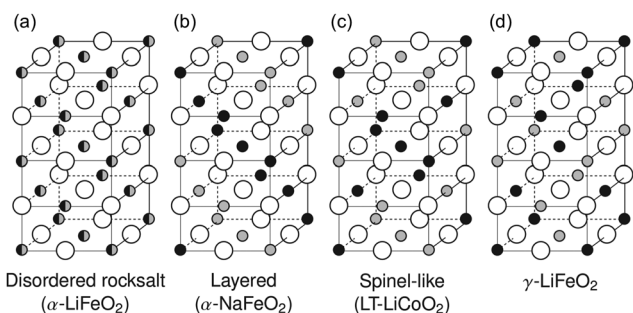 (a) (b) (c) (d)
Disordered rocksalt
(α-LiFeO₂)
Layered
(α-NaFeO₂)
Spinel-like
(LT-LiCoO₂)
γ-LiFeO₂